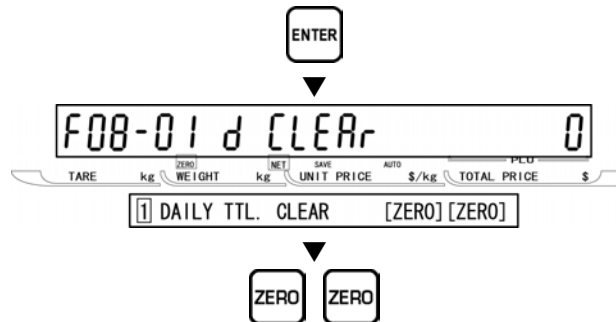 ENTER
F08-01 d CLEAr 0
ZERO NET SAVE AUTO PLU
TARE kg WEIGHT kg UNIT PRICE $/kg TOTAL PRICE $
1 DAILY TTL. CLEAR [ZERO][ZERO]
ZERO ZERO